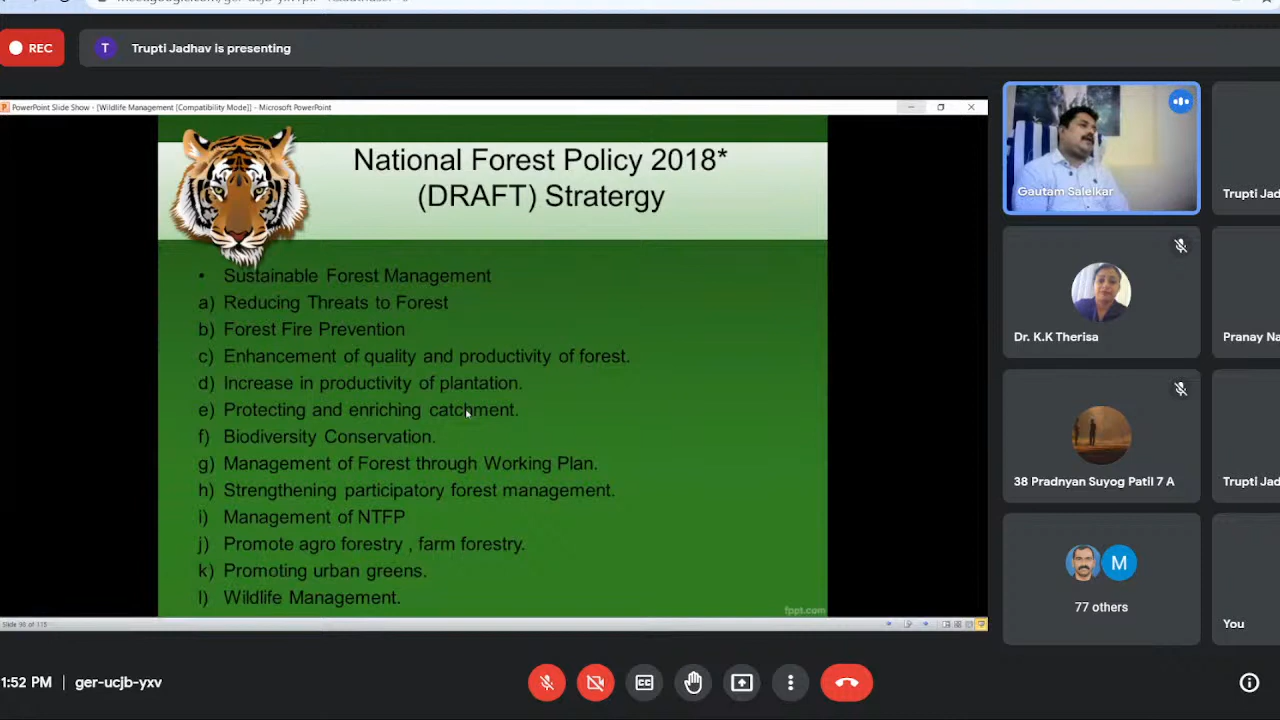 REC
T
Trupti Jadhav is presenting
PowerPoint Slide Show - [Wildlife Management [Compatibility Mode]] - Microsoft PowerPoint
National Forest Policy 2018*
(DRAFT) Stratergy
• Sustainable Forest Management
a) Reducing Threats to Forest
b) Forest Fire Prevention
c) Enhancement of quality and productivity of forest.
d) Increase in productivity of plantation.
e) Protecting and enriching catchment.
f) Biodiversity Conservation.
g) Management of Forest through Working Plan.
h) Strengthening participatory forest management.
i) Management of NTFP
j) Promote agro forestry , farm forestry.
k) Promoting urban greens.
l) Wildlife Management.
fppt.com
of 115
Gautam Salelkar
Trupti Jad
Dr. K.K Therisa
Pranay Na
38 Pradnyan Suyog Patil 7 A
Trupti Jad
M
77 others
You
1:52 PM | ger-ucjb-yxv